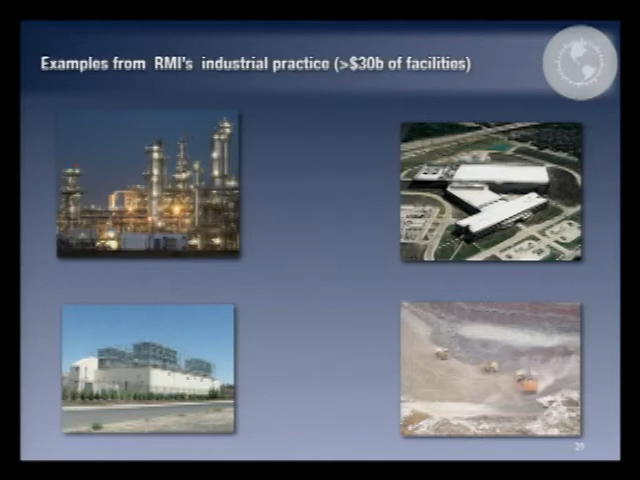 Examples from RMI's industrial practice (>$30b of facilities)